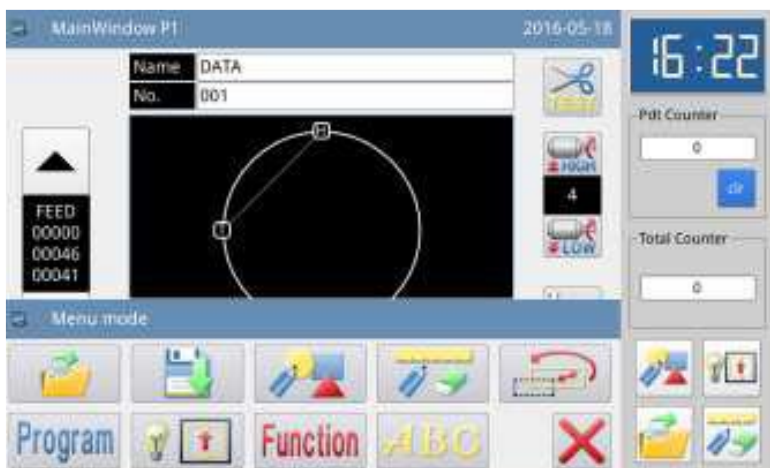 MainWindow P1
2016-05-18
16:22
Name DATA
No. 001
Pdt Counter
0
clr
HIGH
4
LOW
FEED
00000
00046
00041
H
Total Counter
0
Menu mode
Program
Function
ABC